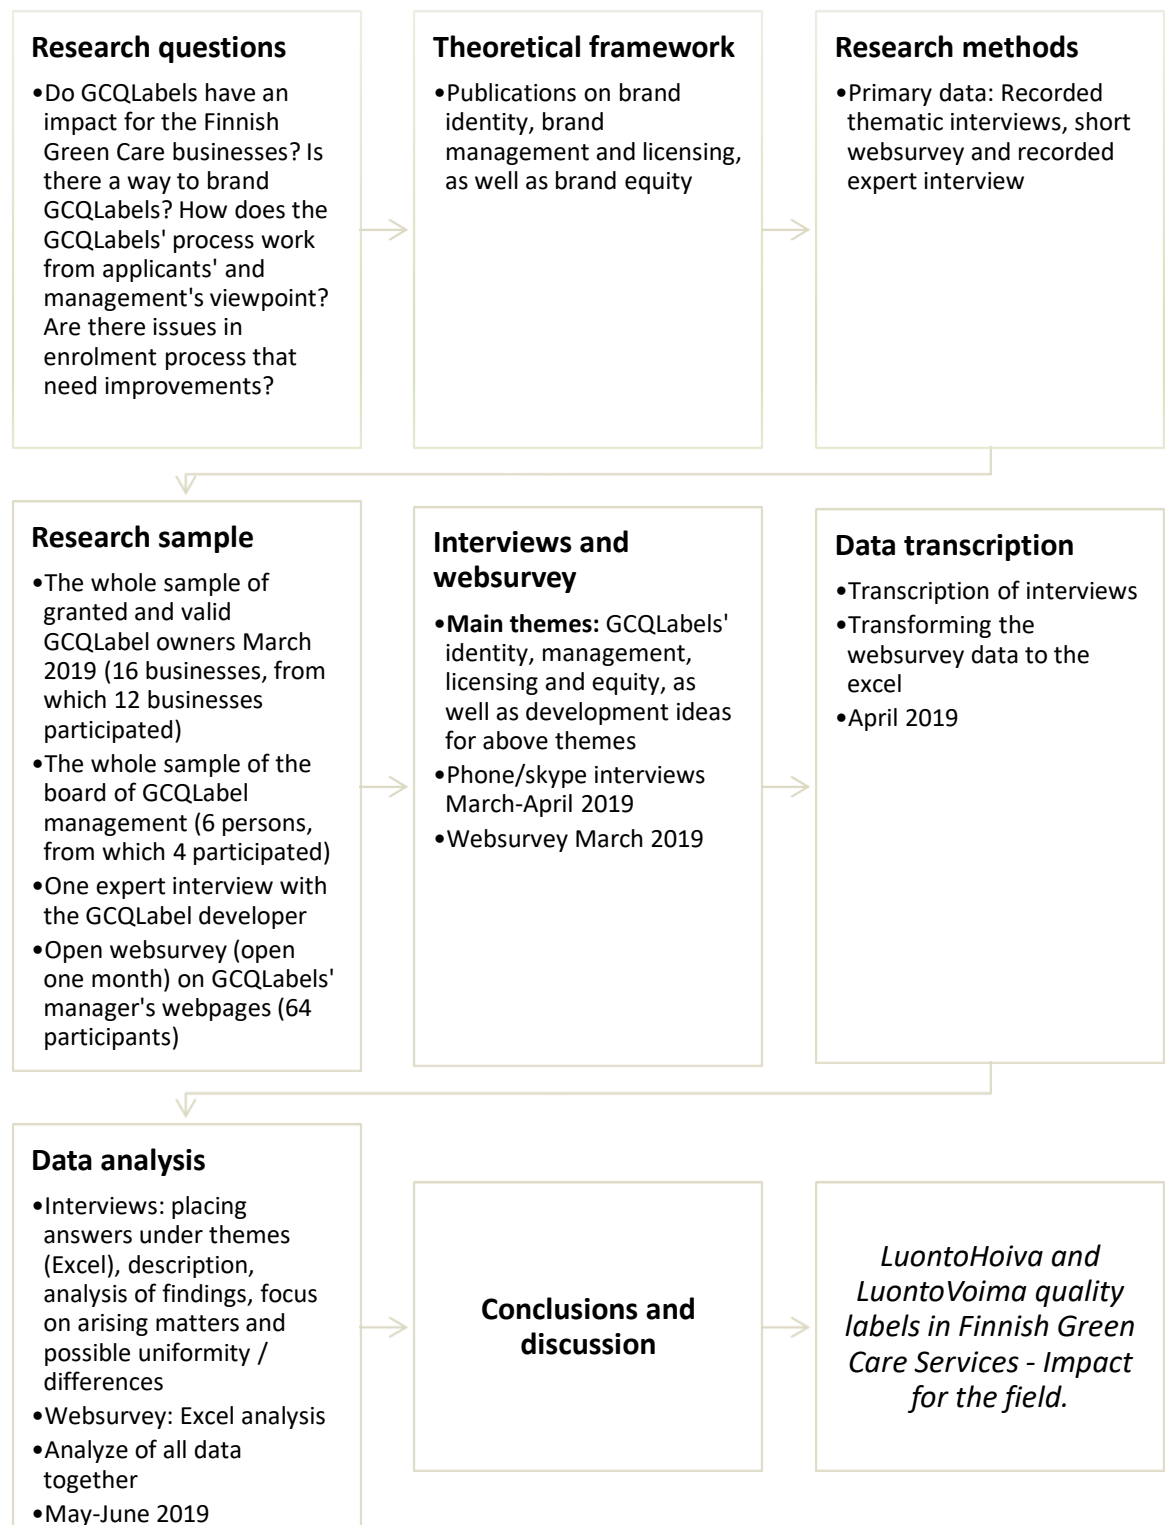 Research questions
•Do GCQLabels have an
impact for the Finnish
Green Care businesses? Is
there a way to brand
GCQLabels? How does the
GCQLabels' process work
from applicants' and
management's viewpoint?
Are there issues in
enrolment process that
need improvements?
Theoretical framework
•Publications on brand
identity, brand
management and licensing,
as well as brand equity
Research methods
•Primary data: Recorded
thematic interviews, short
websurvey and recorded
expert interview
Research sample
•The whole sample of
granted and valid
GCQLabel owners March
2019 (16 businesses, from
which 12 businesses
participated)
•The whole sample of the
board of GCQLabel
management (6 persons,
from which 4 participated)
•One expert interview with
the GCQLabel developer
•Open websurvey (open
one month) on GCQLabels'
manager's webpages (64
participants)
Interviews and
websurvey
•Main themes: GCQLabels'
identity, management,
licensing and equity, as
well as development ideas
for above themes
•Phone/skype interviews
March-April 2019
•Websurvey March 2019
Data transcription
•Transcription of interviews
•Transforming the
websurvey data to the
excel
•April 2019
Data analysis
•Interviews: placing
answers under themes
(Excel), description,
analysis of findings, focus
on arising matters and
possible uniformity /
differences
•Websurvey: Excel analysis
•Analyze of all data
together
•May-June 2019
Conclusions and
discussion
LuontoHoiva and
LuontoVoima quality
labels in Finnish Green
Care Services - Impact
for the field.